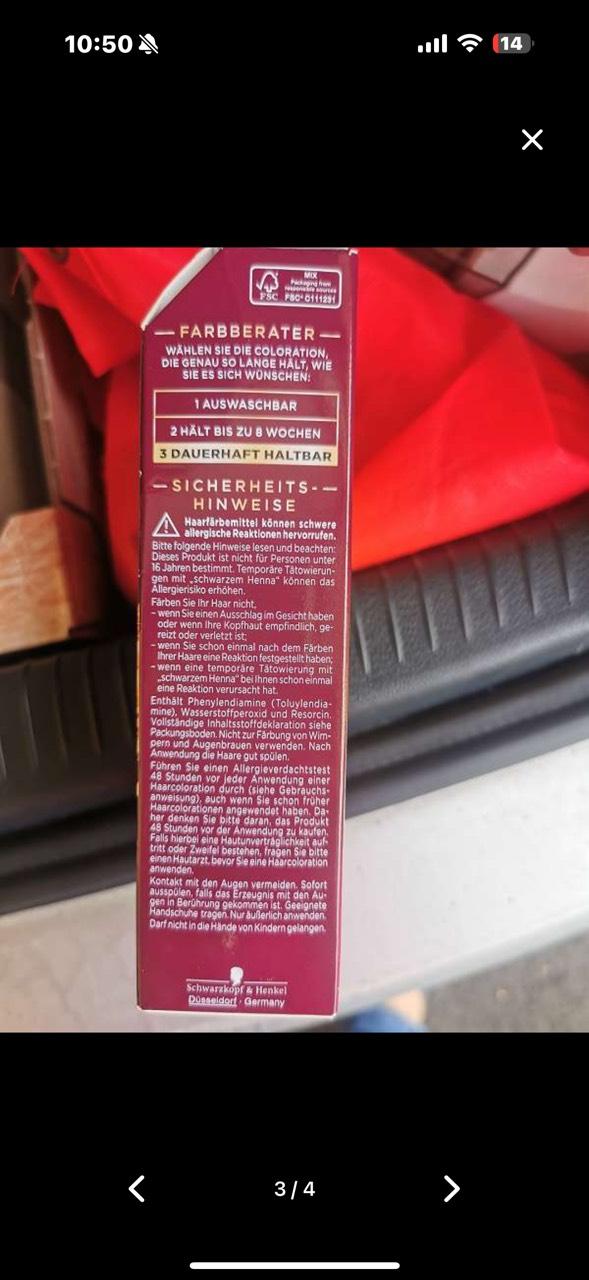 10:50
14
MIX
Packaging from
responsible sources
FSC
FSC® C111231
FARBBERATER
WÄHLEN SIE DIE COLORATION,
DIE GENAU SO LANGE HÄLT, WIE
SIE ES SICH WÜNSCHEN:
1 AUSWASCHBAR
2 HÄLT BIS ZU 8 WOCHEN
3 DAUERHAFT HALTBAR
SICHERHEITS-
HINWEISE
Haarfärbemittel können schwere
allergische Reaktionen hervorrufen.
Bitte folgende Hinweise lesen und beachten:
Dieses Produkt ist nicht für Personen unter
16 Jahren bestimmt. Temporäre Tätowierun-
gen mit „schwarzem Henna" können das
Allergierisiko erhöhen.
Färben Sie Ihr Haar nicht,
- wenn Sie einen Ausschlag im Gesicht haben
oder wenn Ihre Kopfhaut empfindlich, ge-
reizt oder verletzt ist;
- wenn Sie schon einmal nach dem Färben
Ihrer Haare eine Reaktion festgestellt haben;
- wenn eine temporäre Tätowierung mit
„schwarzem Henna" bei Ihnen schon einmal
eine Reaktion verursacht hat.
Enthält Phenylendiamine (Toluylendia-
mine), Wasserstoffperoxid und Resorcin.
Vollständige Inhaltsstoffdeklaration siehe
Packungsboden. Nicht zur Färbung von Wim-
pern und Augenbrauen verwenden. Nach
Anwendung die Haare gut spülen.
Führen Sie einen Allergieverdachtstest
48 Stunden vor jeder Anwendung einer
Haarcoloration durch (siehe Gebrauchs-
anweisung), auch wenn Sie schon früher
Haarcolorationen angewendet haben. Da-
her denken Sie bitte daran, das Produkt
48 Stunden vor der Anwendung zu kaufen.
Falls hierbei eine Hautunverträglichkeit auf-
tritt oder Zweifel bestehen, fragen Sie bitte
einen Hautarzt, bevor Sie eine Haarcoloration
anwenden.
Kontakt mit den Augen vermeiden. Sofort
ausspülen, falls das Erzeugnis mit den Au-
gen in Berührung gekommen ist. Geeignete
Handschuhe tragen. Nur äußerlich anwenden.
Darf nicht in die Hände von Kindern gelangen.
Schwarzkopf & Henkel
Düsseldorf · Germany
3/4